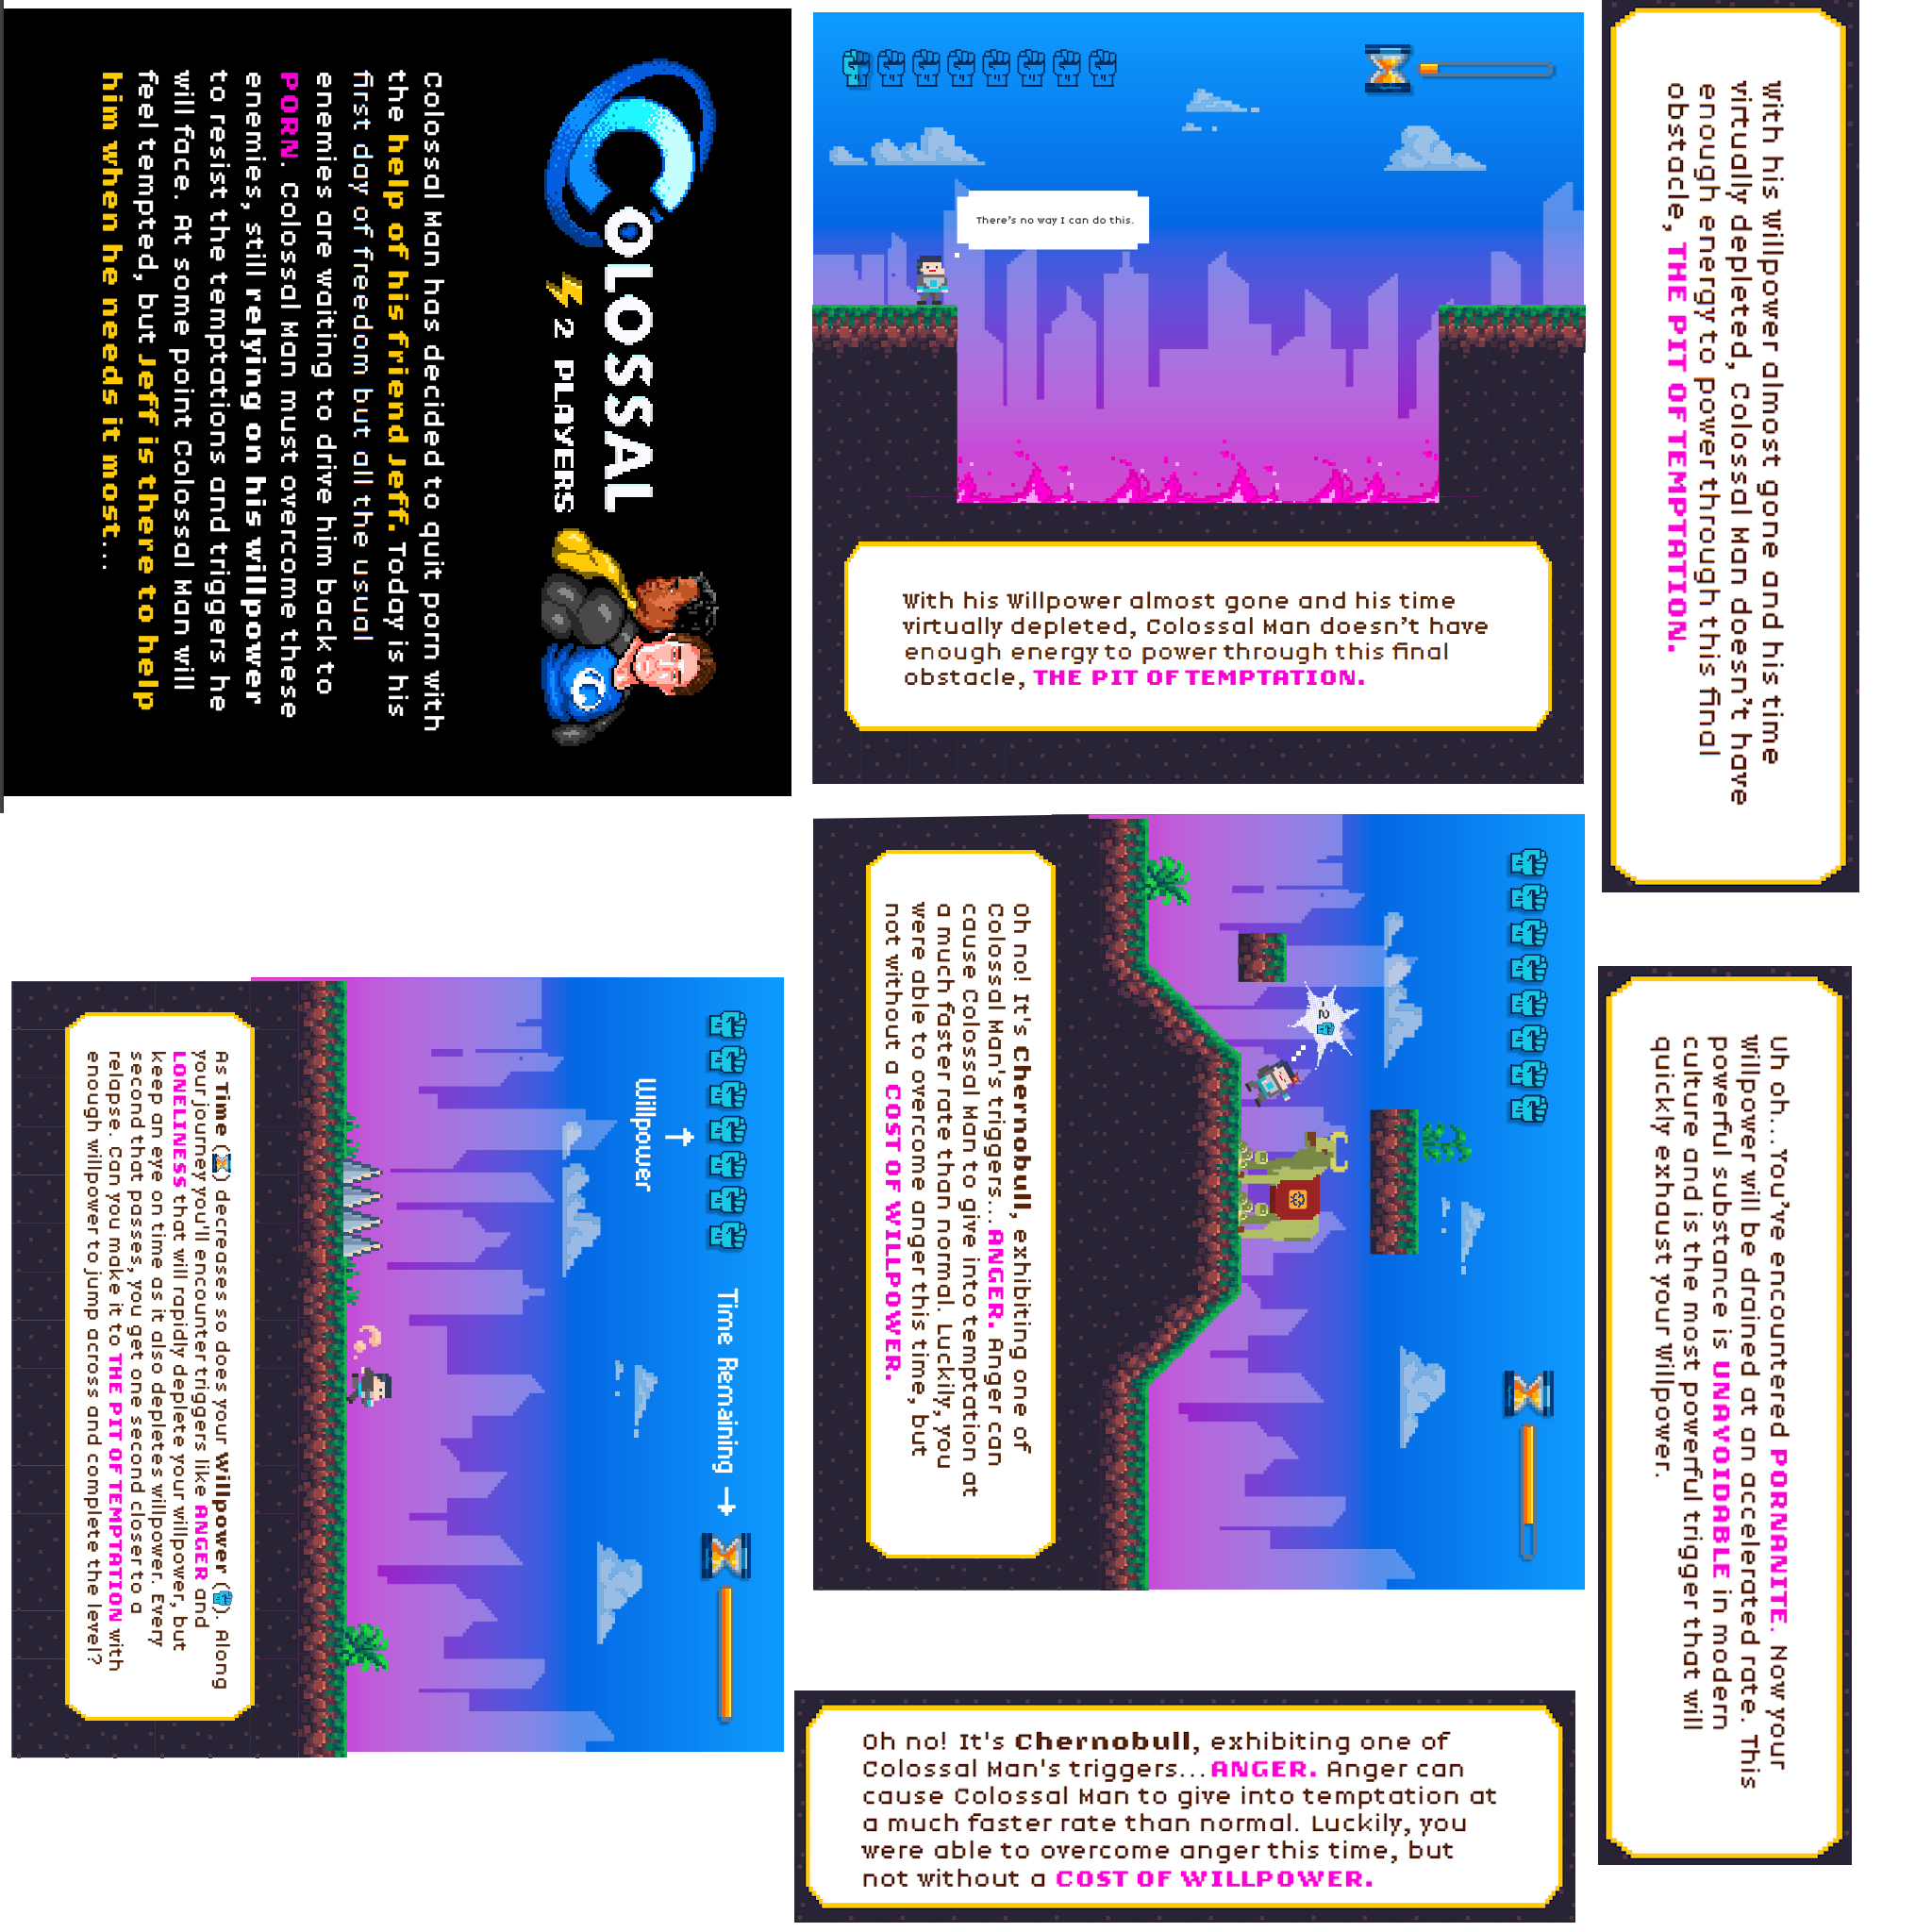 COLOSSAL
2 PLAYERS
Colossal Man has decided to quit porn with
the help of his friend Jeff. Today is his
first day of freedom but all the usual
enemies are waiting to drive him back to
PORN. Colossal Man must overcome these
enemies, still relying on his willpower
to resist the temptations and triggers he
will face. At some point Colossal Man will
feel tempted, but Jeff is there to help
him when he needs it most...
There's no way I can do this.
With his Willpower almost gone and his time
virtually depleted, Colossal Man doesn't have
enough energy to power through this final
obstacle, THE PIT OF TEMPTATION.
With his Willpower almost gone and his time
virtually depleted, Colossal Man doesn't have
enough energy to power through this final
obstacle, THE PIT OF TEMPTATION.
Willpower
Time Remaining
As Time () decreases so does your Willpower (). Along
your journey you'll encounter triggers like ANGER and
LONELINESS that will rapidly deplete your willpower, but
keep an eye on time as it also depletes willpower. Every
second that passes, you get one second closer to a
relapse. Can you make it to THE PIT OF TEMPTATION with
enough willpower to jump across and complete the level?
-2
Oh no! It's Chernobull, exhibiting one of
Colossal Man's triggers...ANGER. Anger can
cause Colossal Man to give into temptation at
a much faster rate than normal. Luckily, you
were able to overcome anger this time, but
not without a COST OF WILLPOWER.
Uh oh... You've encountered PORNANITE. Now your
willpower will be drained at an accelerated rate. This
powerful substance is UNAVOIDABLE in modern
culture and is the most powerful trigger that will
quickly exhaust your willpower.
Oh no! It's Chernobull, exhibiting one of
Colossal Man's triggers...ANGER. Anger can
cause Colossal Man to give into temptation at
a much faster rate than normal. Luckily, you
were able to overcome anger this time, but
not without a COST OF WILLPOWER.